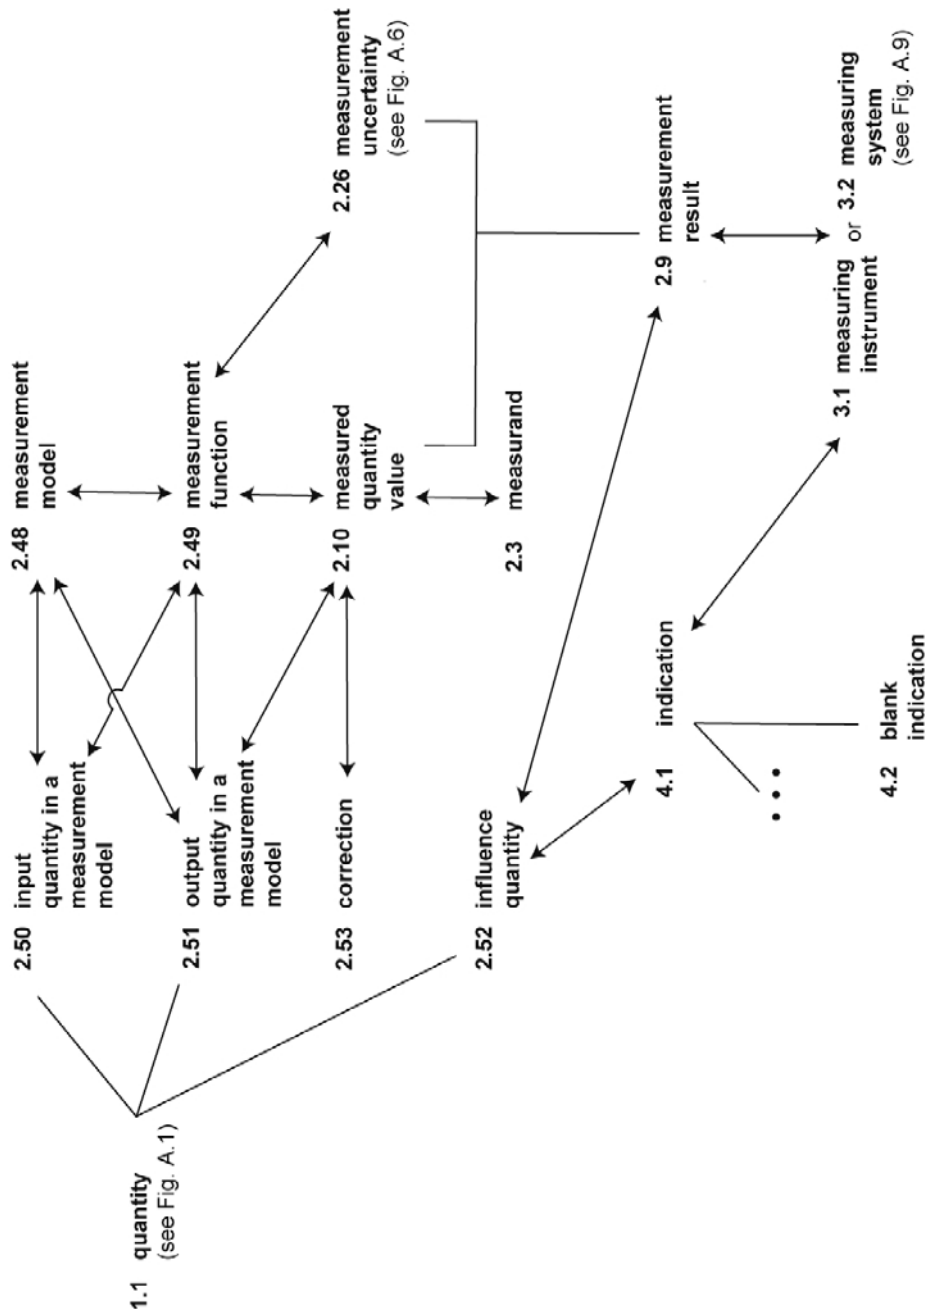 1.1 quantity
(see Fig. A.1)
2.50 input
quantity in a
measurement
model
2.51 output
quantity in a
measurement
model
2.53 correction
2.52 influence
quantity
2.48 measurement
model
2.49 measurement
function
2.10 measured
quantity
value
2.3 measurand
2.26 measurement
uncertainty
(see Fig. A.6)
2.9 measurement
result
4.1 indication
4.2 blank
indication
3.1 measuring or 3.2 measuring
instrument system
(see Fig. A.9)